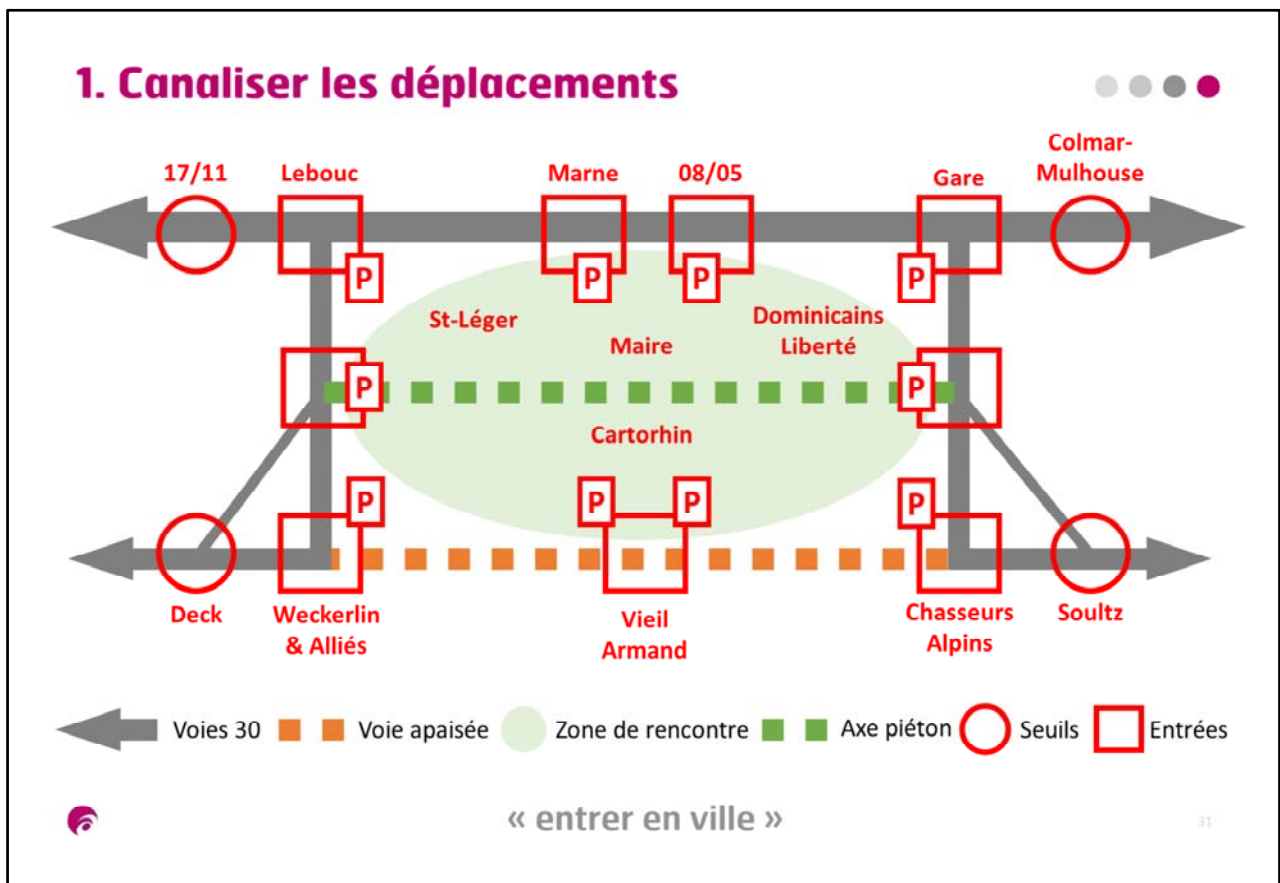 1. Canaliser les déplacements
Colmar-
17/11 Lebouc Marne 08/05 Gare Mulhouse
P P P P
St-Léger Dominicains
Maire Liberté
P P
Cartorhin
P P P P
Deck Weckerlin Vieil Chasseurs Soultz
& Alliés Armand Alpins
Voies 30 Voie apaisée Zone de rencontre Axe piéton Seuils Entrées
« entrer en ville »
31